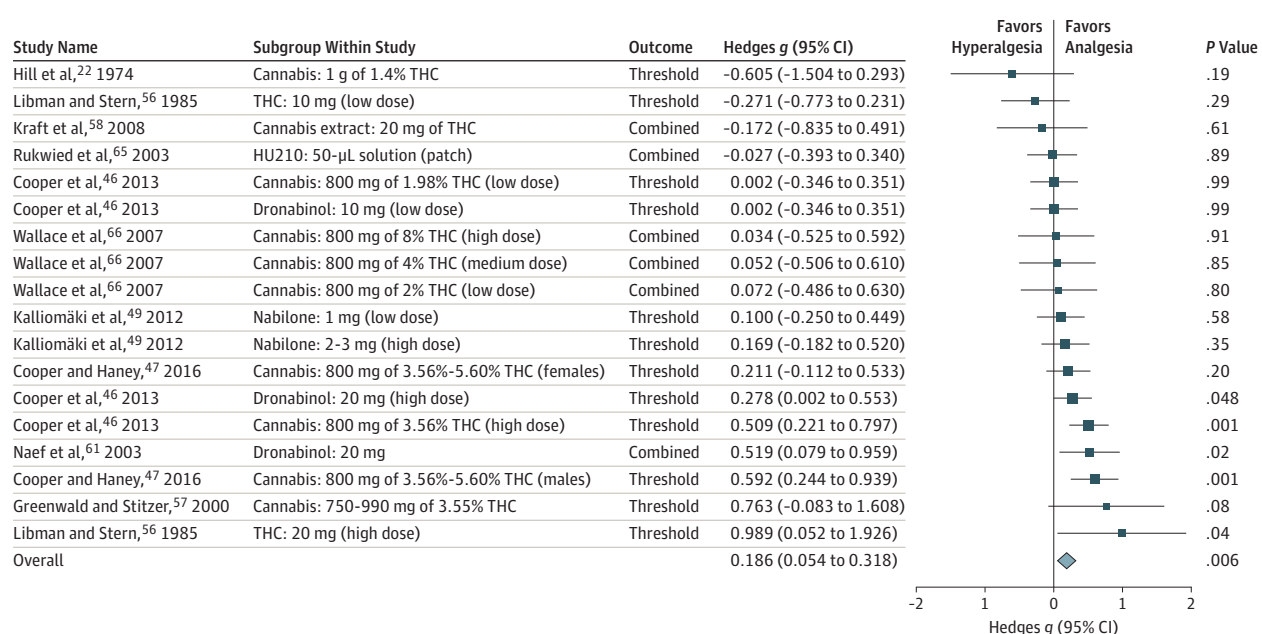 Favors Hyperalgesia
Favors Analgesia
Study Name Subgroup Within Study Outcome Hedges g (95% CI) P Value
Hill et al,22 1974 Cannabis: 1 g of 1.4% THC Threshold -0.605 (-1.504 to 0.293) .19
Libman and Stern,56 1985 THC: 10 mg (low dose) Threshold -0.271 (-0.773 to 0.231) .29
Kraft et al,58 2008 Cannabis extract: 20 mg of THC Combined -0.172 (-0.835 to 0.491) .61
Rukwied et al,65 2003 HU210: 50-µL solution (patch) Combined -0.027 (-0.393 to 0.340) .89
Cooper et al,46 2013 Cannabis: 800 mg of 1.98% THC (low dose) Threshold 0.002 (-0.346 to 0.351) .99
Cooper et al,46 2013 Dronabinol: 10 mg (low dose) Threshold 0.002 (-0.346 to 0.351) .99
Wallace et al,66 2007 Cannabis: 800 mg of 8% THC (high dose) Combined 0.034 (-0.525 to 0.592) .91
Wallace et al,66 2007 Cannabis: 800 mg of 4% THC (medium dose) Combined 0.052 (-0.506 to 0.610) .85
Wallace et al,66 2007 Cannabis: 800 mg of 2% THC (low dose) Combined 0.072 (-0.486 to 0.630) .80
Kalliomäki et al,49 2012 Nabilone: 1 mg (low dose) Threshold 0.100 (-0.250 to 0.449) .58
Kalliomäki et al,49 2012 Nabilone: 2-3 mg (high dose) Threshold 0.169 (-0.182 to 0.520) .35
Cooper and Haney,47 2016 Cannabis: 800 mg of 3.56%-5.60% THC (females) Threshold 0.211 (-0.112 to 0.533) .20
Cooper et al,46 2013 Dronabinol: 20 mg (high dose) Threshold 0.278 (0.002 to 0.553) .048
Cooper et al,46 2013 Cannabis: 800 mg of 3.56% THC (high dose) Threshold 0.509 (0.221 to 0.797) .001
Naef et al,61 2003 Dronabinol: 20 mg Combined 0.519 (0.079 to 0.959) .02
Cooper and Haney,47 2016 Cannabis: 800 mg of 3.56%-5.60% THC (males) Threshold 0.592 (0.244 to 0.939) .001
Greenwald and Stitzer,57 2000 Cannabis: 750-990 mg of 3.55% THC Threshold 0.763 (-0.083 to 1.608) .08
Libman and Stern,56 1985 THC: 20 mg (high dose) Threshold 0.989 (0.052 to 1.926) .04
Overall 0.186 (0.054 to 0.318) .006
-2 1 0 1 2
Hedges g (95% CI)